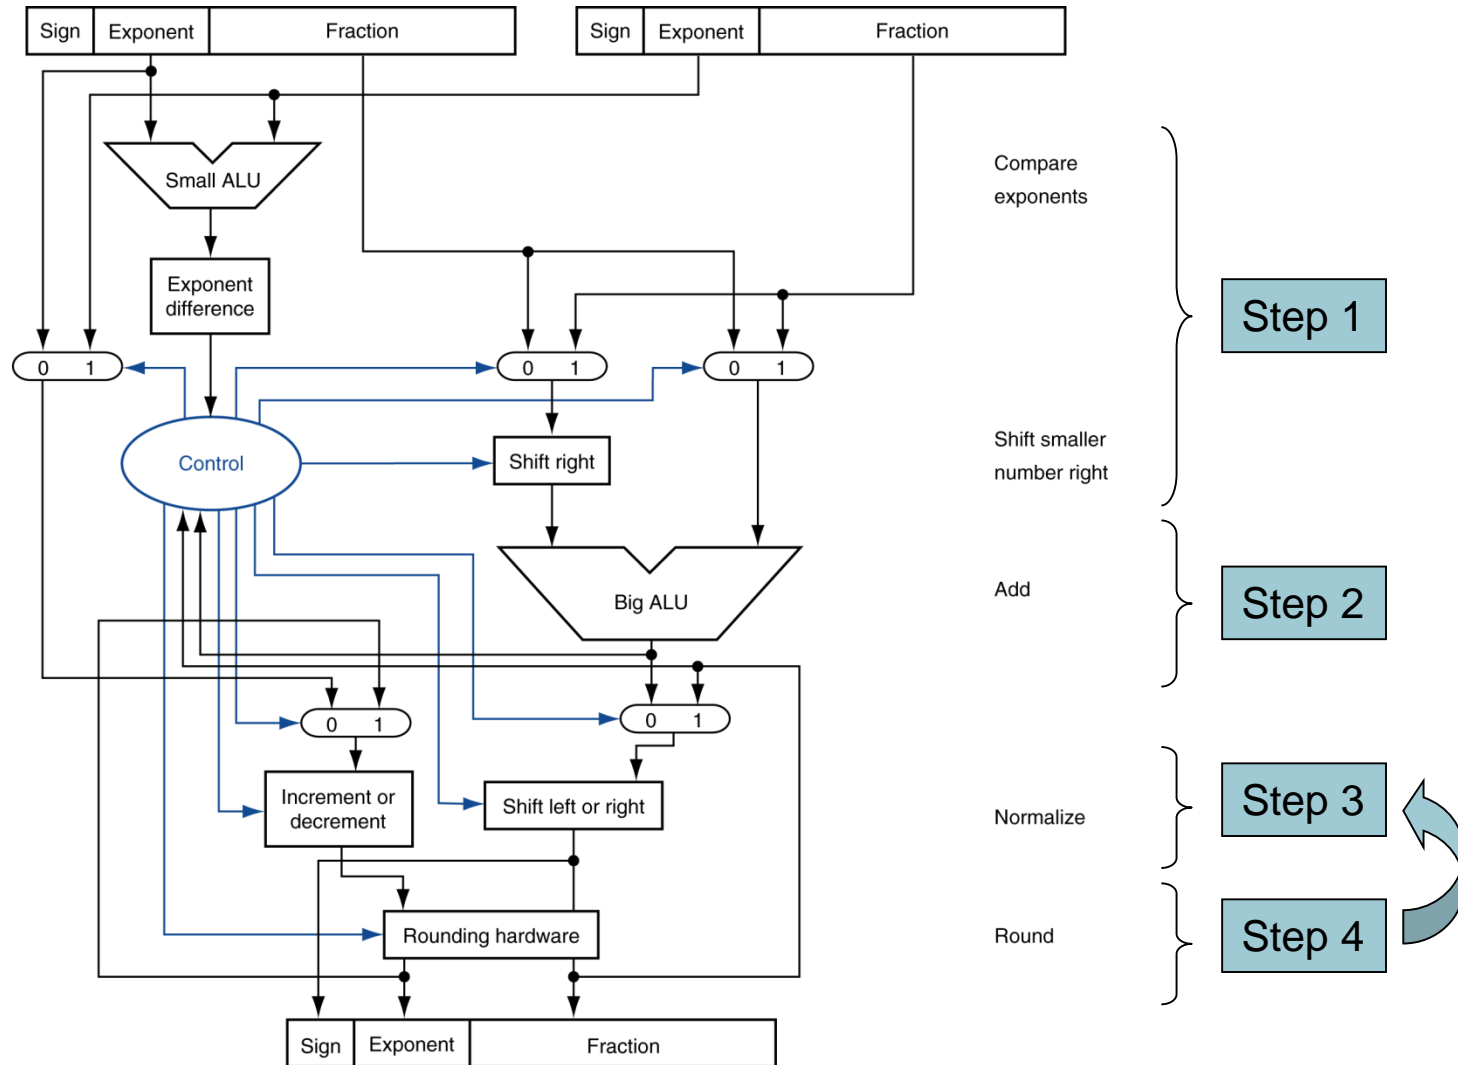 Sign Exponent Fraction Sign Exponent Fraction
Small ALU
Compare
exponents
Exponent
difference
Step 1
0 1 0 1 0 1
Control
Shift right
Shift smaller
number right
Big ALU
Add
Step 2
0 1 0 1
Increment or
decrement
Shift left or right
Normalize
Step 3
Rounding hardware
Round
Step 4
Sign Exponent Fraction